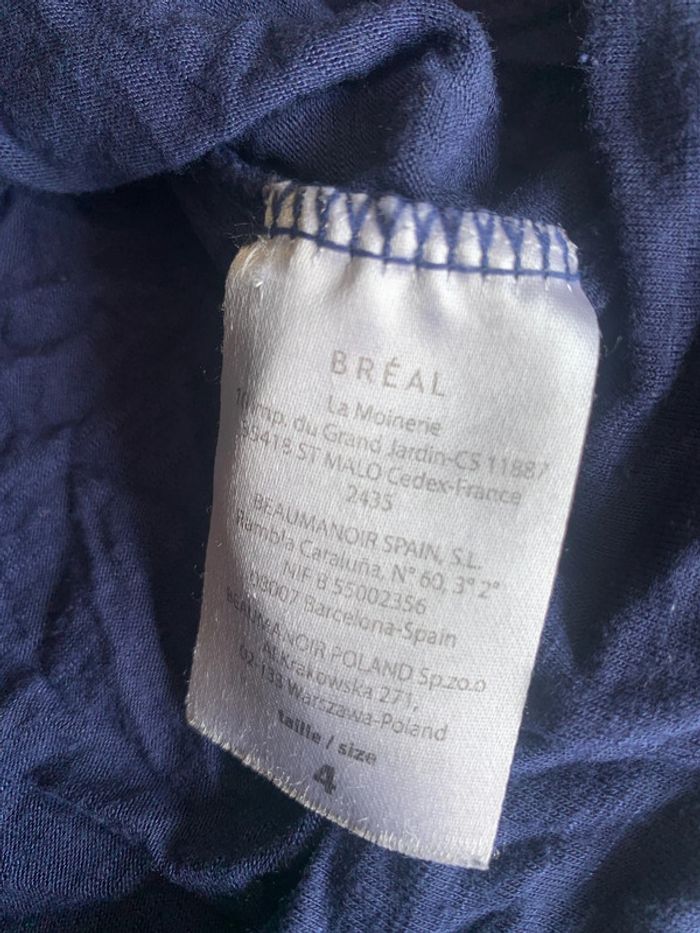 BRÉAL
La Moinerie
10 imp. du Grand Jardin-CS 11887
35418 ST MALO Cedex-France
2435
BEAUMANOIR SPAIN, S.L.
Rambla Cataluña, N° 60, 3° 2°
NIF B 55002356
08007 Barcelona-Spain
BEAUMANOIR POLAND Sp.zo.o
Al.Krakowska 271,
02-133 Warszawa-Poland
taille / size
4